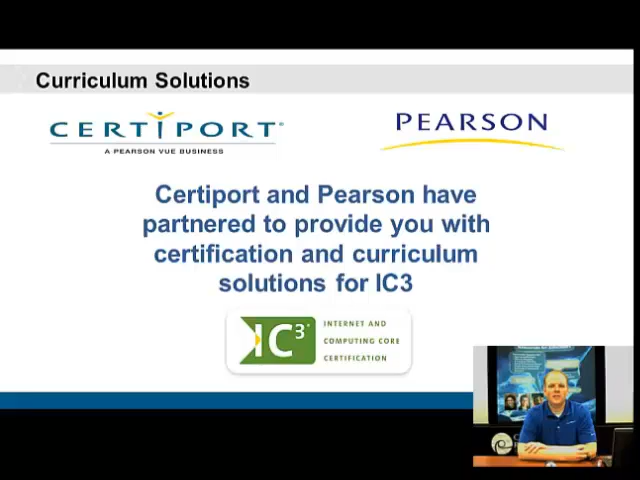 Curriculum Solutions
CERTIPORT®
A PEARSON VUE BUSINESS
PEARSON
Certiport and Pearson have
partnered to provide you with
certification and curriculum
solutions for IC3
IC3®
INTERNET AND
COMPUTING CORE
CERTIFICATION